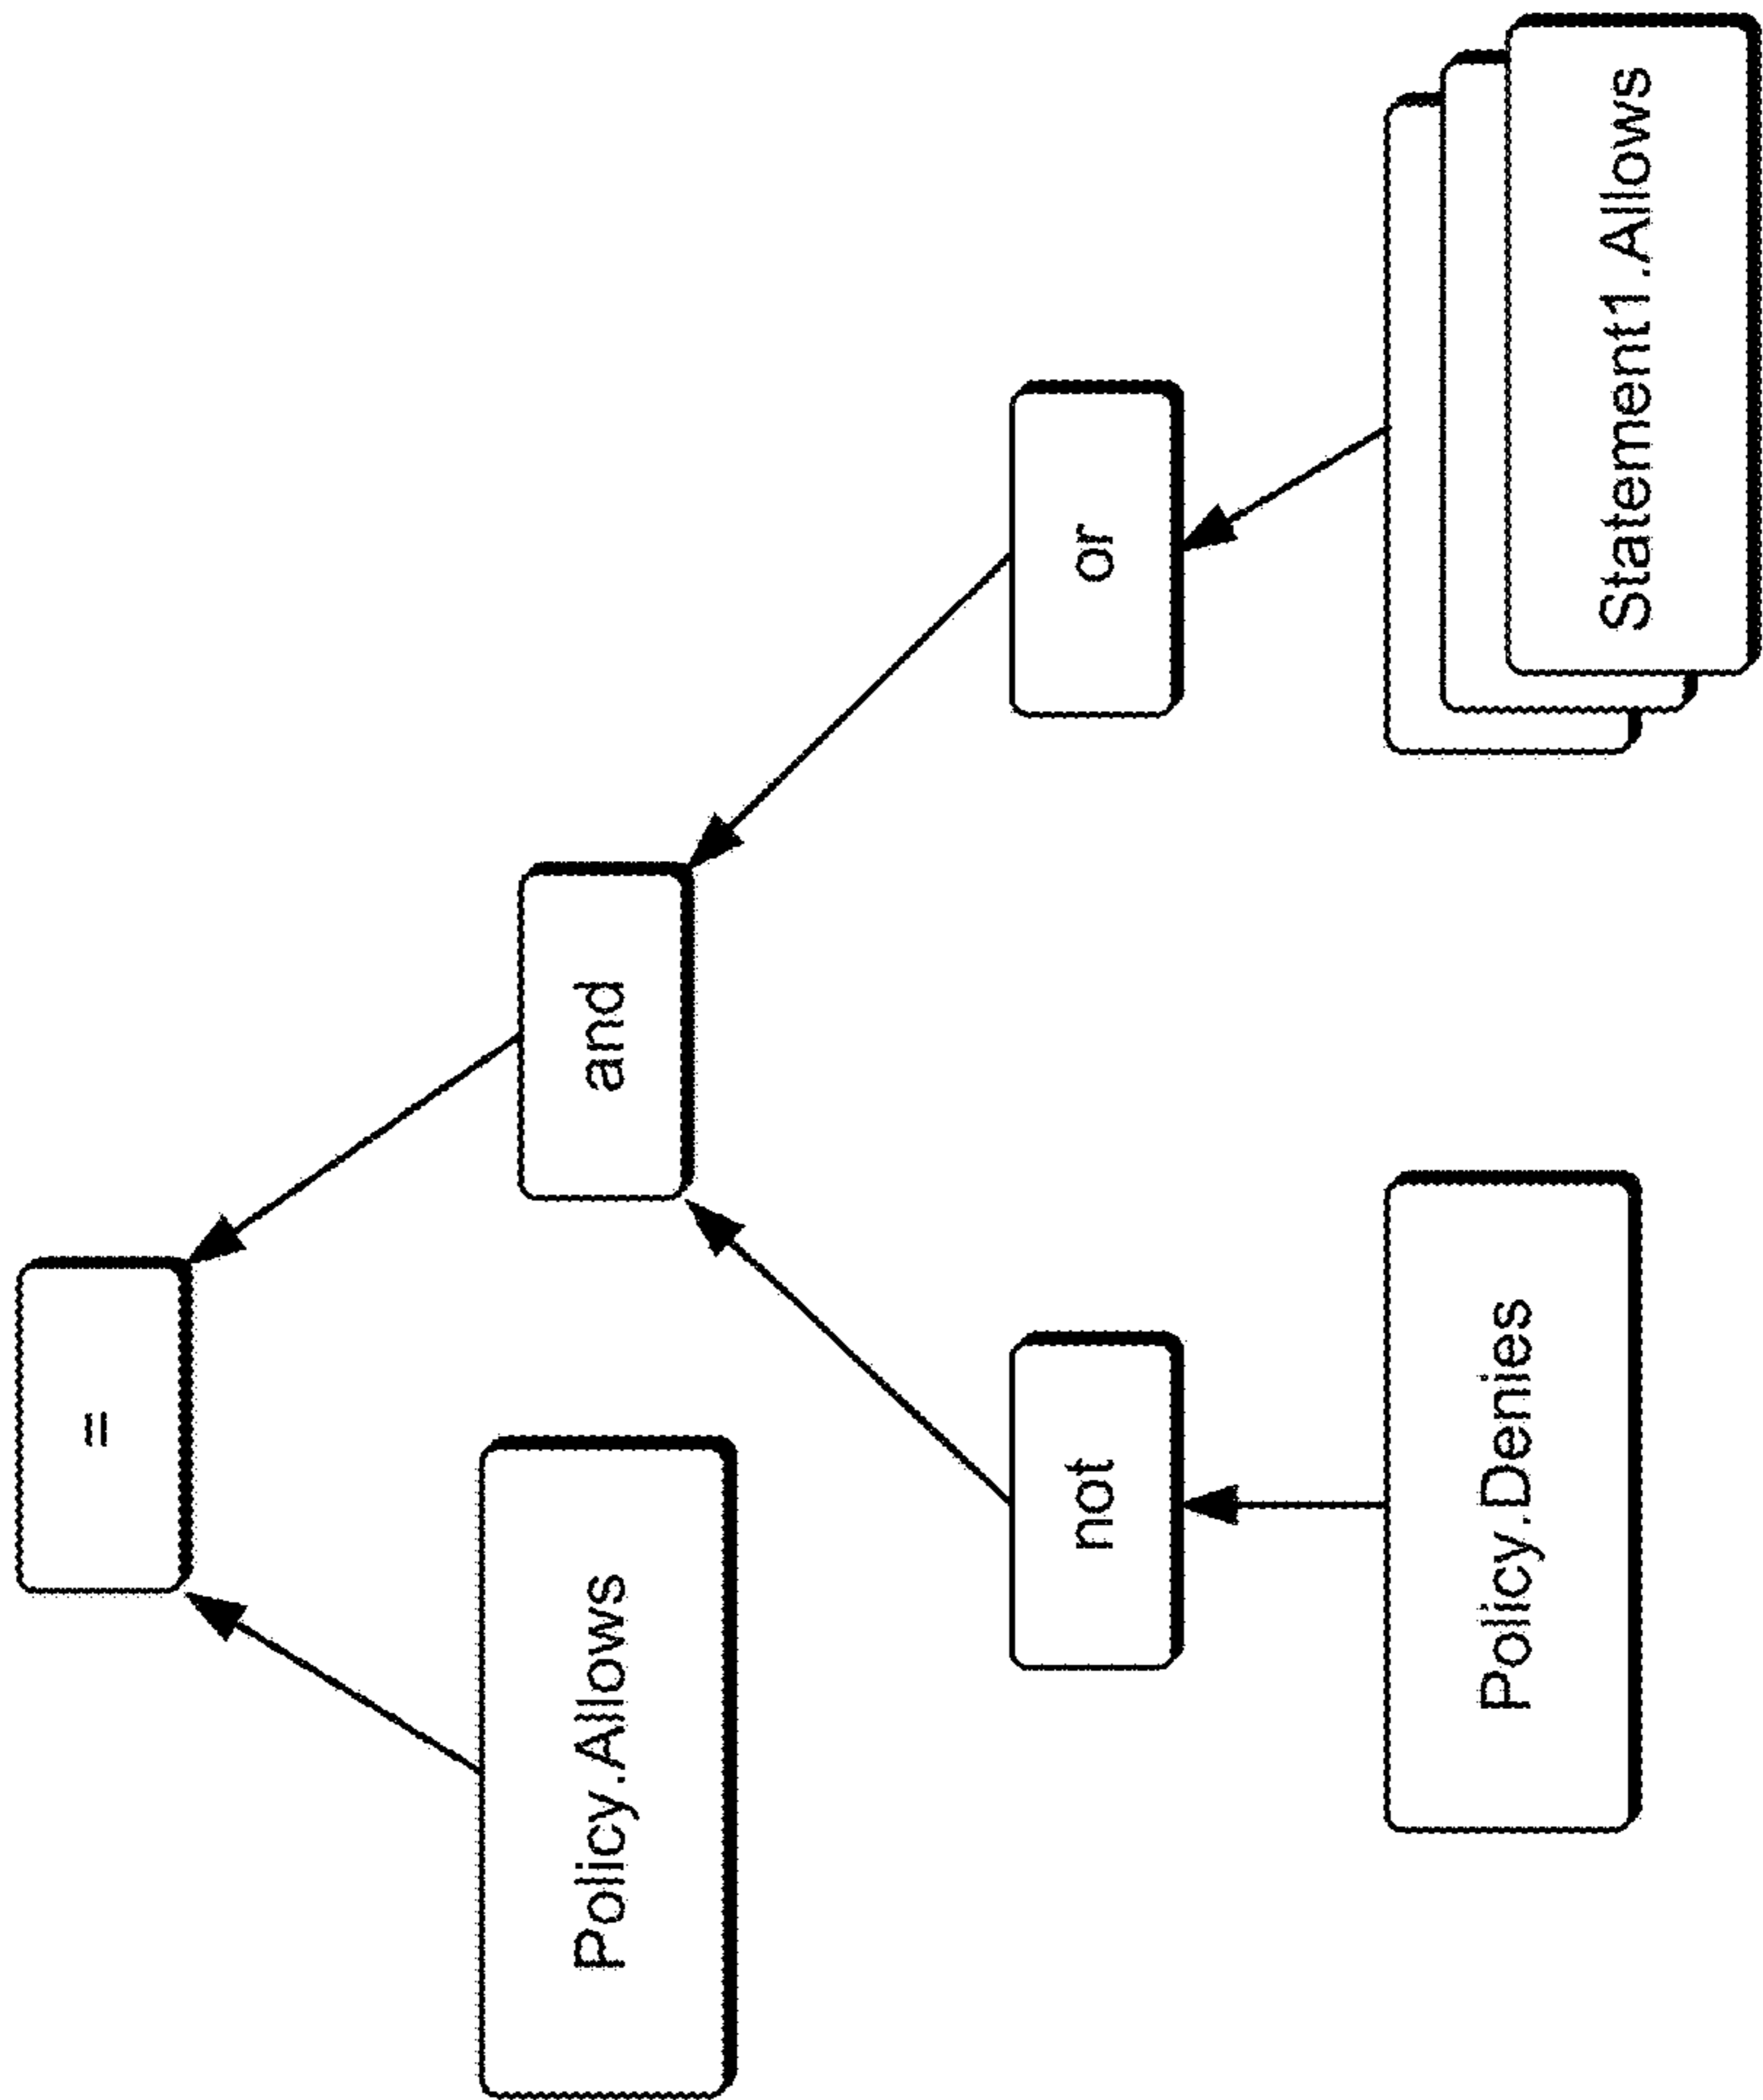 =
Policy.Allows
and
not
or
Policy.Denies
Statement1.Allows